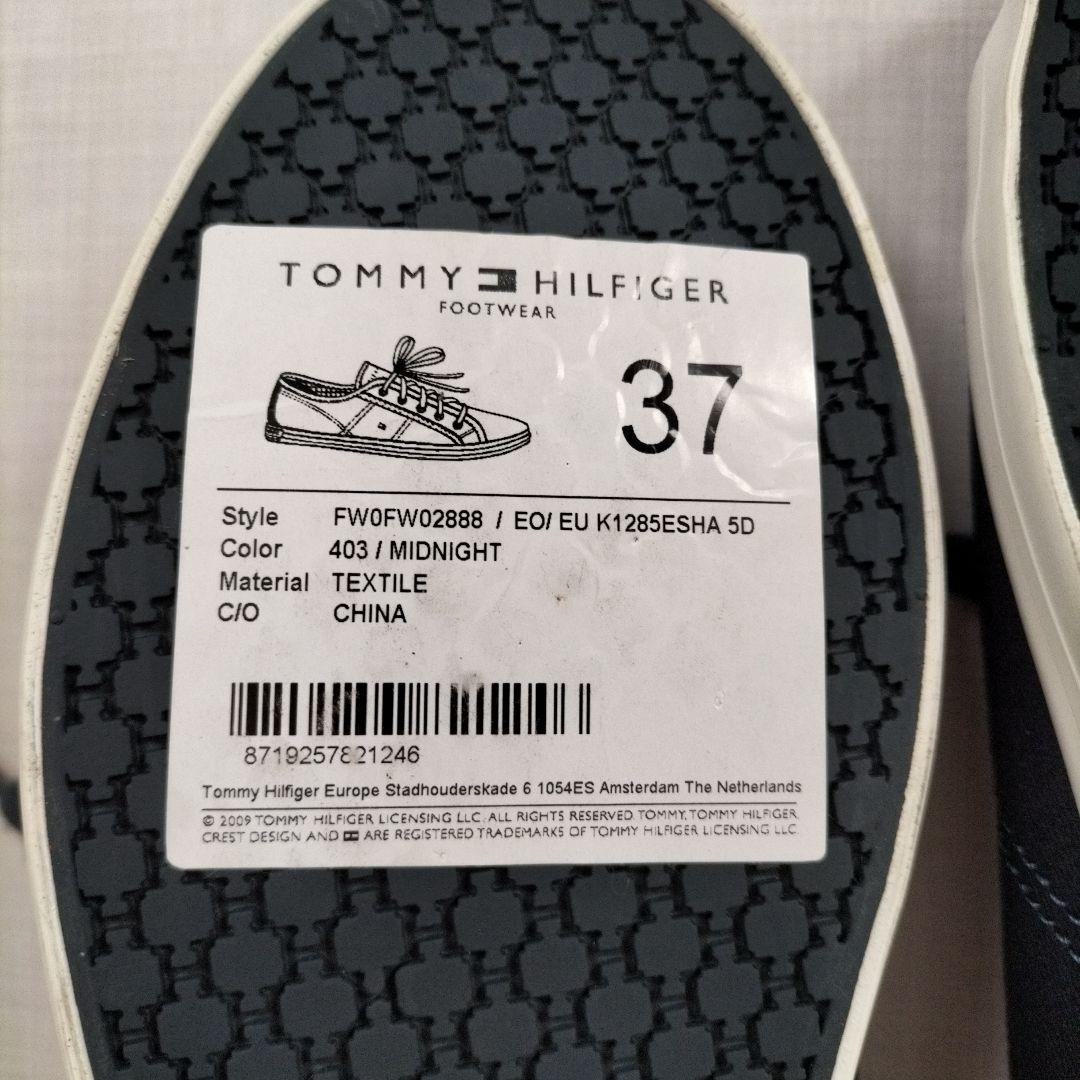 TOMMY HILFIGER
FOOTWEAR
37
Style FW0FW02888 / EO/ EU K1285ESHA 5D
Color 403 / MIDNIGHT
Material TEXTILE
C/O CHINA
8719257821246
Tommy Hilfiger Europe Stadhouderskade 6 1054ES Amsterdam The Netherlands
© 2009 TOMMY HILFIGER LICENSING LLC. ALL RIGHTS RESERVED. TOMMY, TOMMY HILFIGER,
CREST DESIGN AND ARE REGISTERED TRADEMARKS OF TOMMY HILFIGER LICENSING LLC.